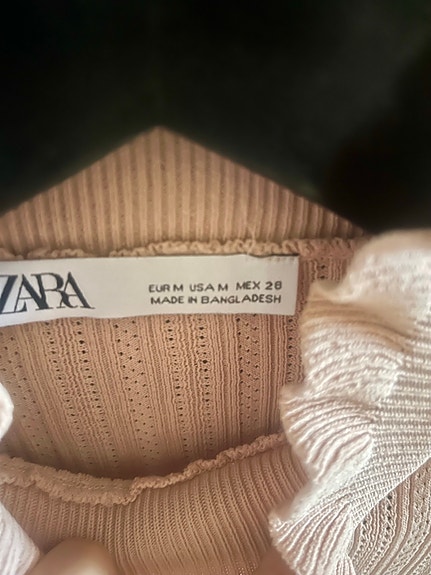 ZARA
EUR M USA M MEX 28
MADE IN BANGLADESH